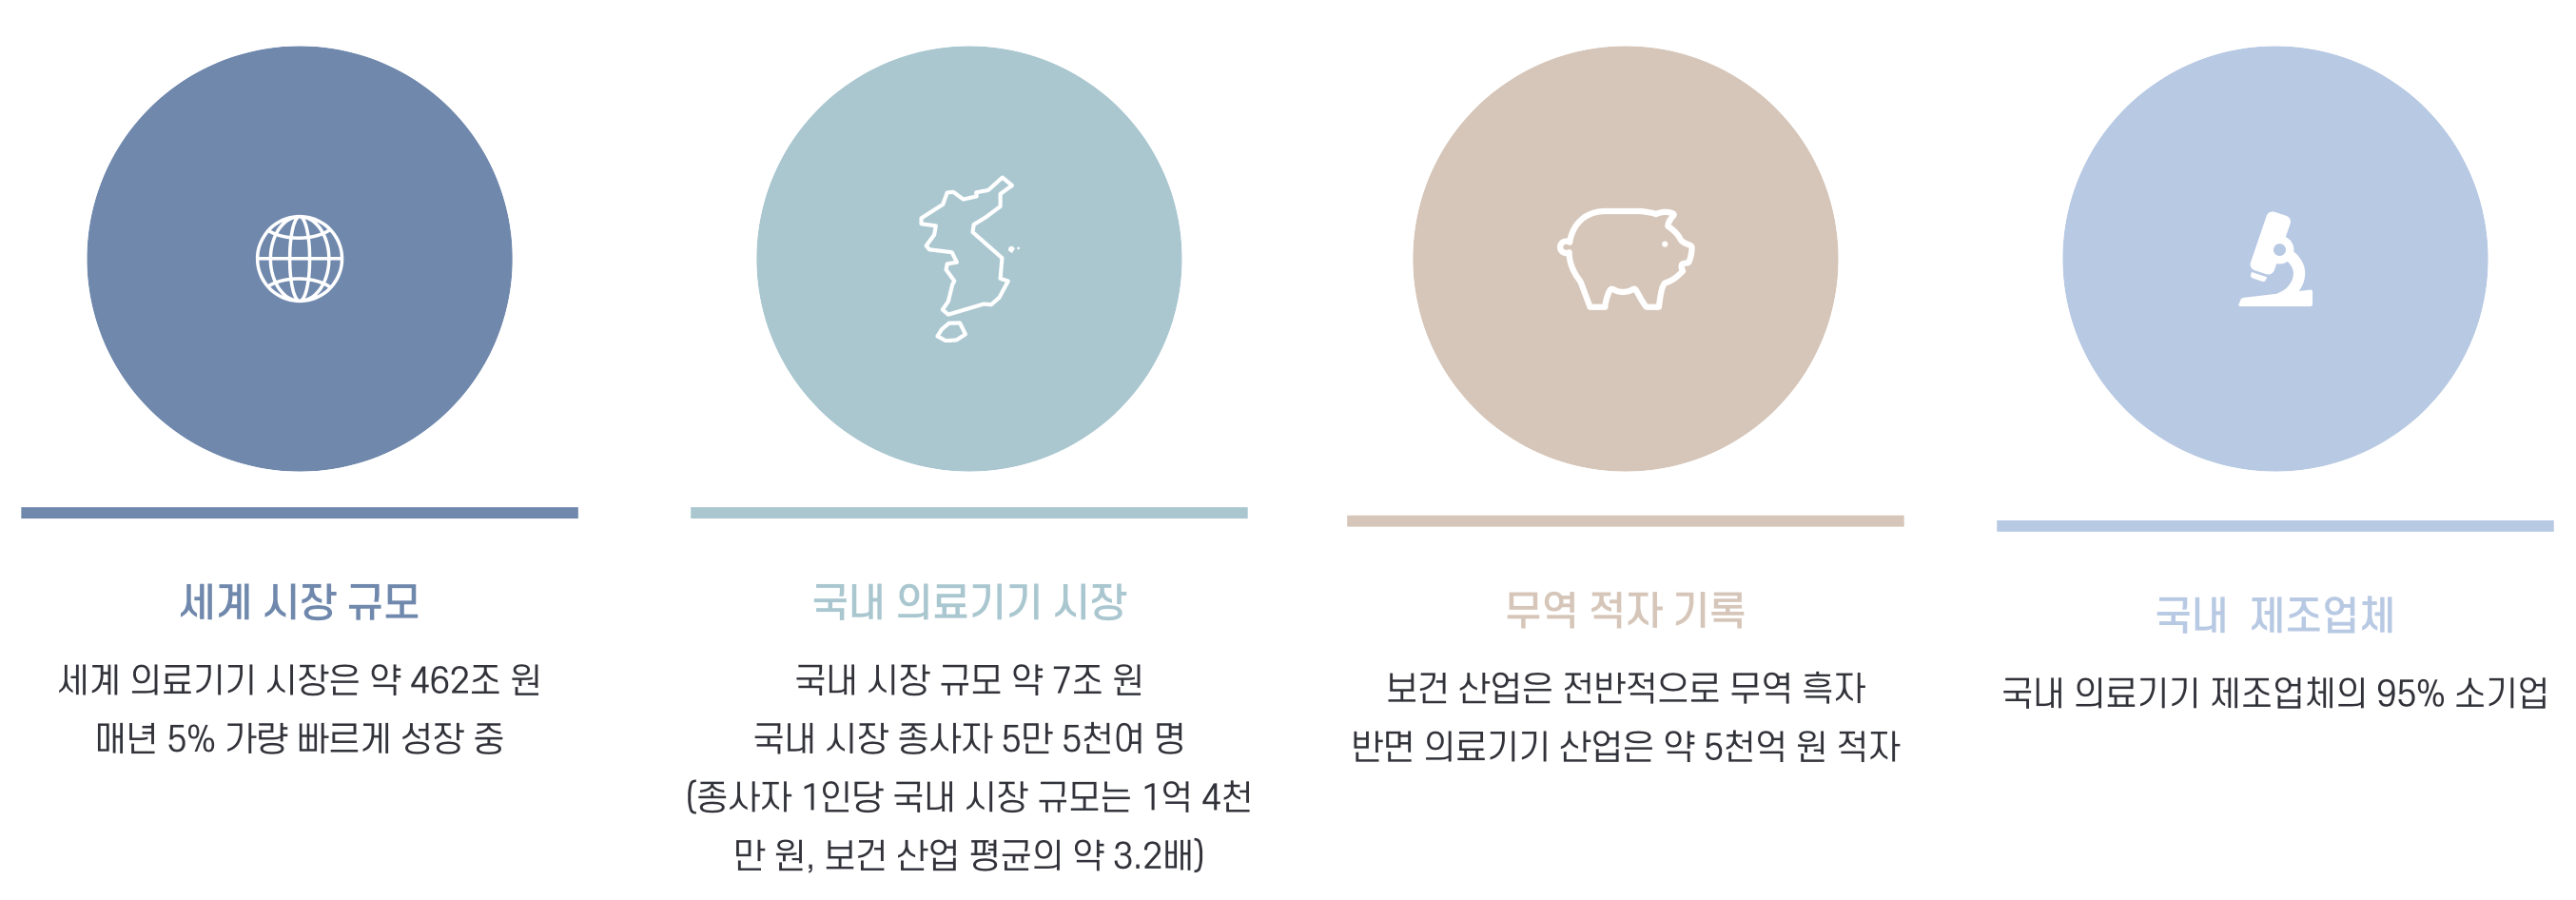 세계 시장 규모
세계 의료기기 시장은 약 462조 원
매년 5% 가량 빠르게 성장 중
국내 의료기기 시장
국내 시장 규모 약 7조 원
국내 시장 종사자 5만 5천여 명
(종사자 1인당 국내 시장 규모는 1억 4천
만 원, 보건 산업 평균의 약 3.2배)
무역 적자 기록
보건 산업은 전반적으로 무역 흑자
반면 의료기기 산업은 약 5천억 원 적자
국내 제조업체
국내 의료기기 제조업체의 95% 소기업